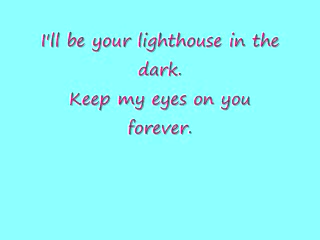 I'll be your lighthouse in the
dark.
Keep my eyes on you
forever.